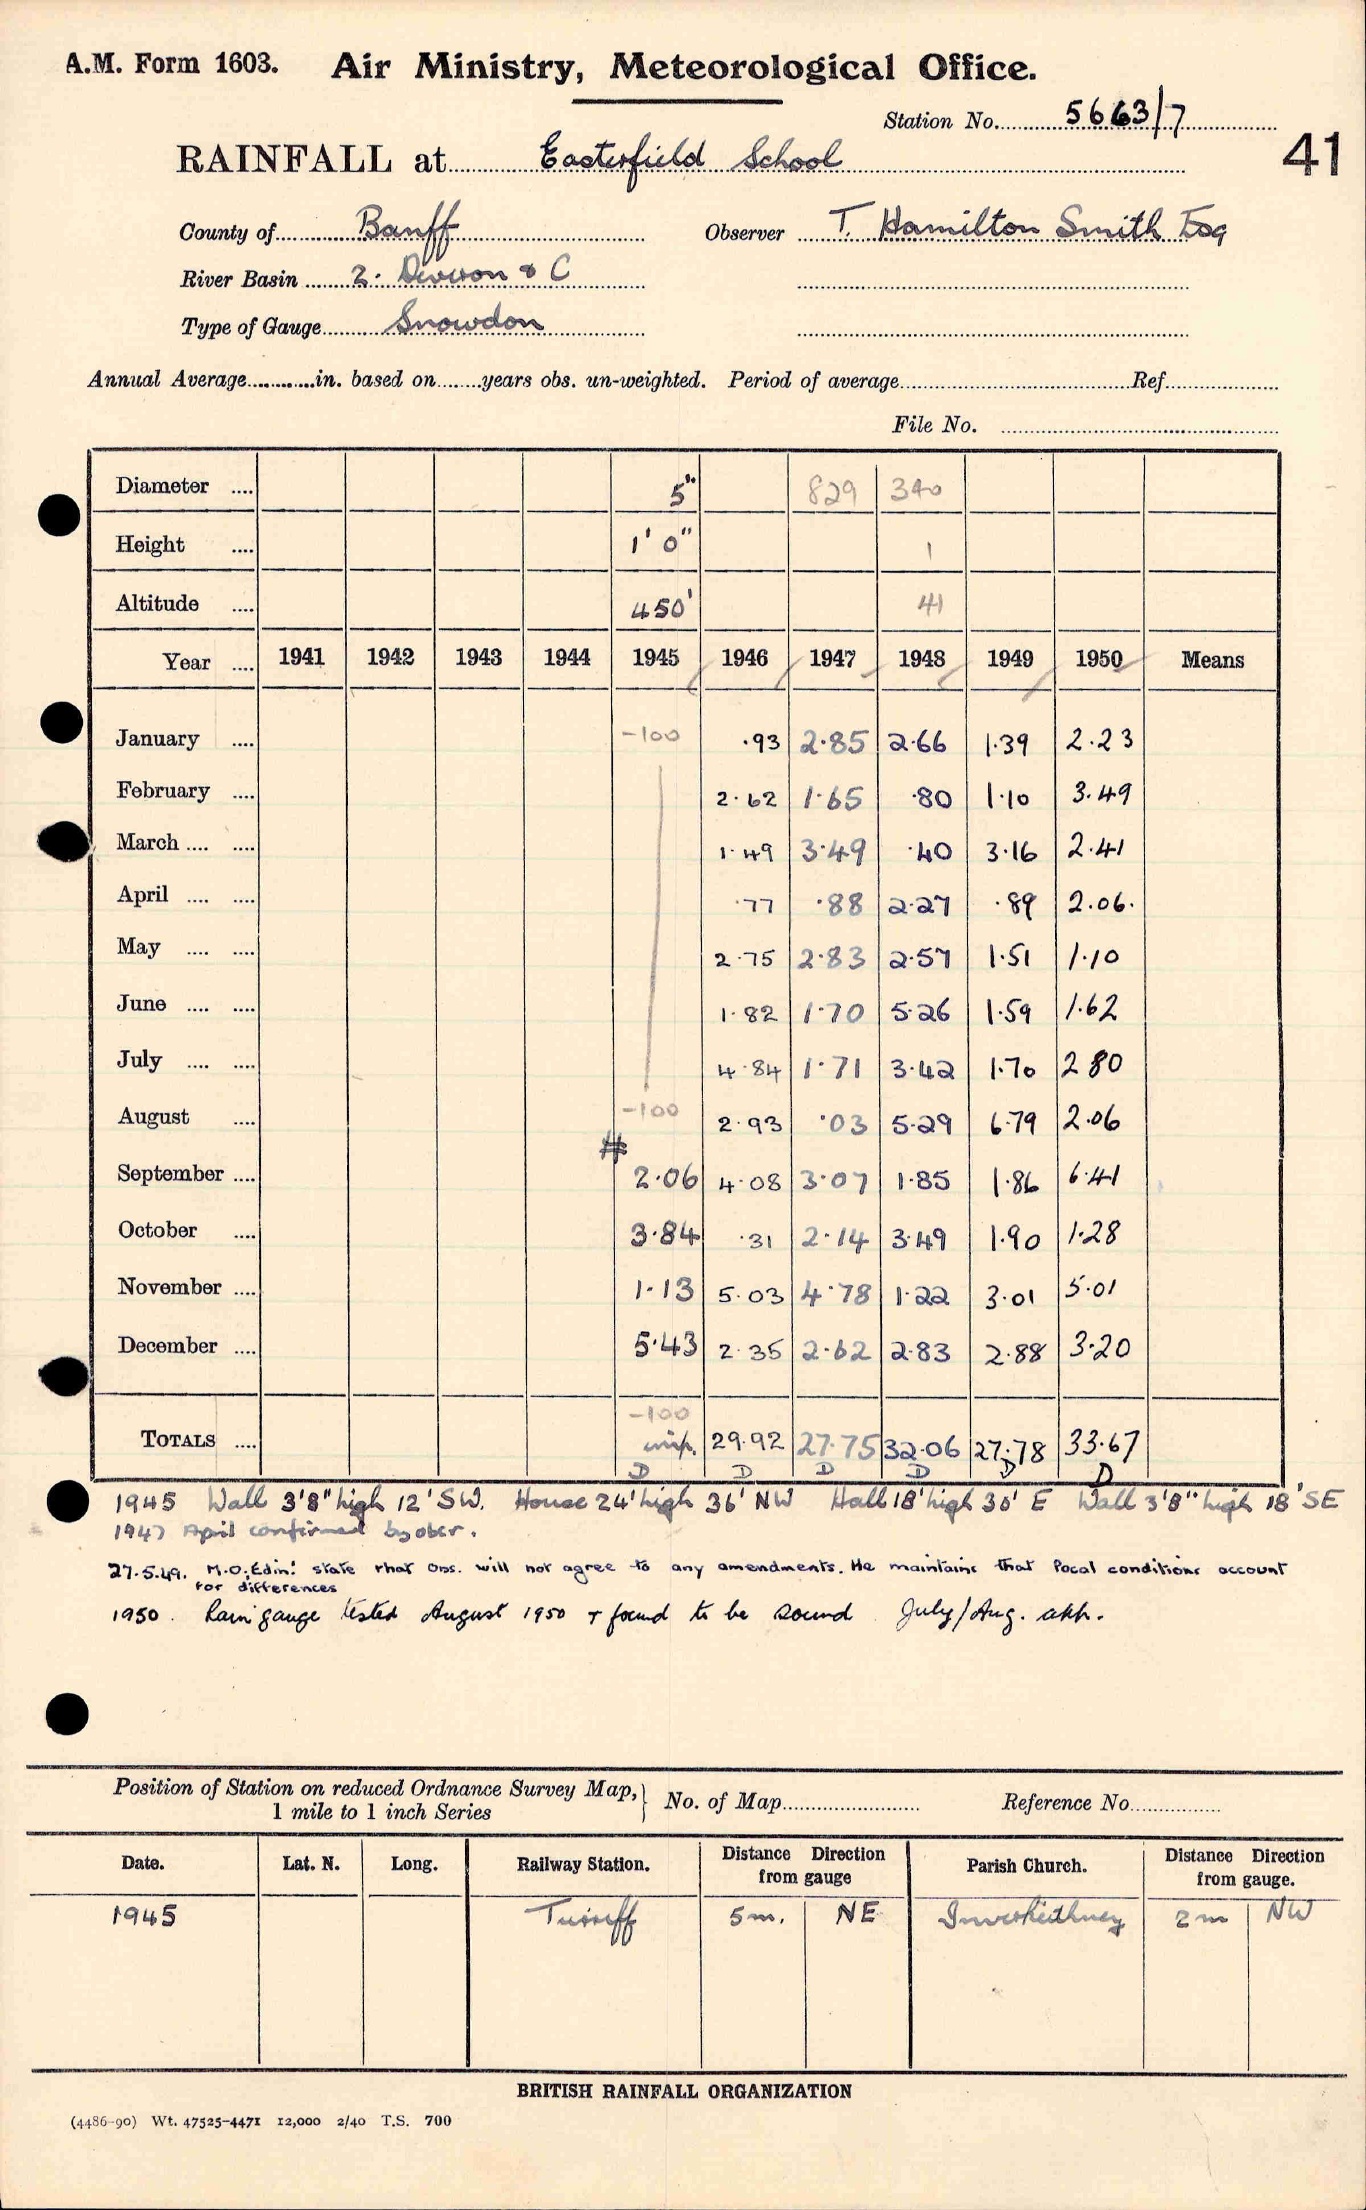 A.M. Form 1603. Air Ministry, Meteorological Office.
Station No. 5663/7
41
RAINFALL at Easterfield School
County of Banff Observer T. Hamilton Smith Esq
River Basin 2. Deveron & C
Type of Gauge Snowdon
Annual Average............in. based on.......years obs. un-weighted. Period of average Ref.
File No.
Diameter .... 5" 829 340
Height .... 1' 0" 1
Altitude .... 450' 41
Year .... 1941 1942 1943 1944 1945 1946 1947 1948 1949 1950 Means
January .... -100 .93 2.85 2.66 1.39 2.23
February .... 2.62 1.65 .80 1.10 3.49
March .... .... 1.49 3.49 .40 3.16 2.41
April .... .... .77 .88 2.27 .89 2.06.
May .... .... 2.75 2.83 2.57 1.51 1.10
June .... .... 1.82 1.70 5.26 1.59 1.62
July .... .... 4.84 1.71 3.42 1.70 2 80
August .... -100 2.93 .03 5.29 6.79 2.06
#
September .... 2.06 4.08 3.07 1.85 1.86 6.41
October .... 3.84 .31 2.14 3.49 1.90 1.28
November .... 1.13 5.03 4.78 1.22 3.01 5.01
December .... 5.43 2.35 2.62 2.83 2.88 3.20
-100
TOTALS .... imp. 29.92 27.75 32.06 27.78 33.67
D D D D D D
1945 Wall 3'8" high 12' SW. House 24' high 36' NW Hall 18' high 30' E Wall 3'8" high 18' SE
1947 April confirmed by obsr.
27.5.49. M.O. Edin: state that obs. will not agree to any amendments. He maintains that local conditions account
for differences
1950. Rain gauge tested August 1950 + found to be sound July/Aug.
Position of Station on reduced Ordnance Survey Map,
1 mile to 1 inch Series } No. of Map Reference No.
Date. Lat. N. Long. Railway Station. Distance Direction from gauge Parish Church. Distance Direction from gauge.
1945 Turriff 5m. NE Inverkeithney 2m NW
BRITISH RAINFALL ORGANIZATION
(4486-90) Wt. 47525-4471 12,000 2/40 T.S. 700